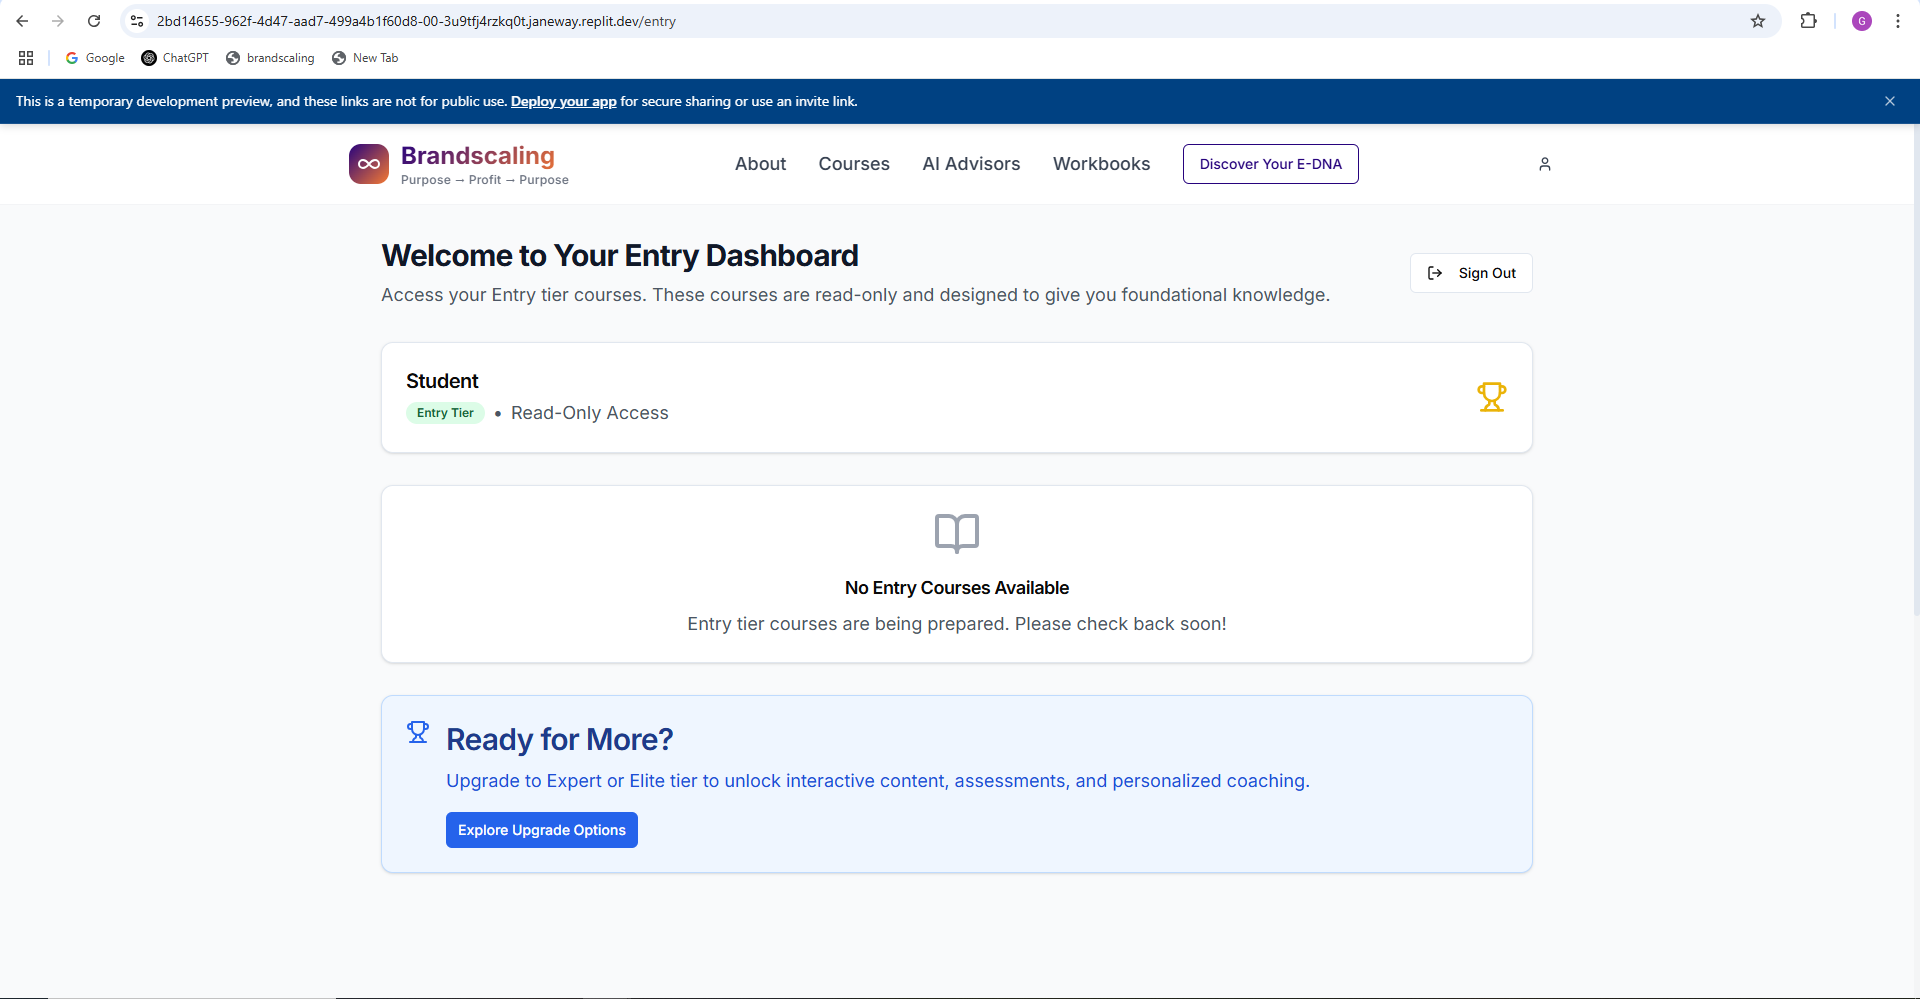 2bd14655-962f-4d47-aad7-499a4b1f60d8-00-3u9tfj4rzkq0t.janeway.replit.dev/entry
G
Google
ChatGPT
brandscaling
New Tab
This is a temporary development preview, and these links are not for public use. Deploy your app for secure sharing or use an invite link.
Brandscaling
Purpose → Profit → Purpose
About
Courses
AI Advisors
Workbooks
Discover Your E-DNA
Welcome to Your Entry Dashboard
Access your Entry tier courses. These courses are read-only and designed to give you foundational knowledge.
Sign Out
Student
Entry Tier • Read-Only Access
No Entry Courses Available
Entry tier courses are being prepared. Please check back soon!
Ready for More?
Upgrade to Expert or Elite tier to unlock interactive content, assessments, and personalized coaching.
Explore Upgrade Options